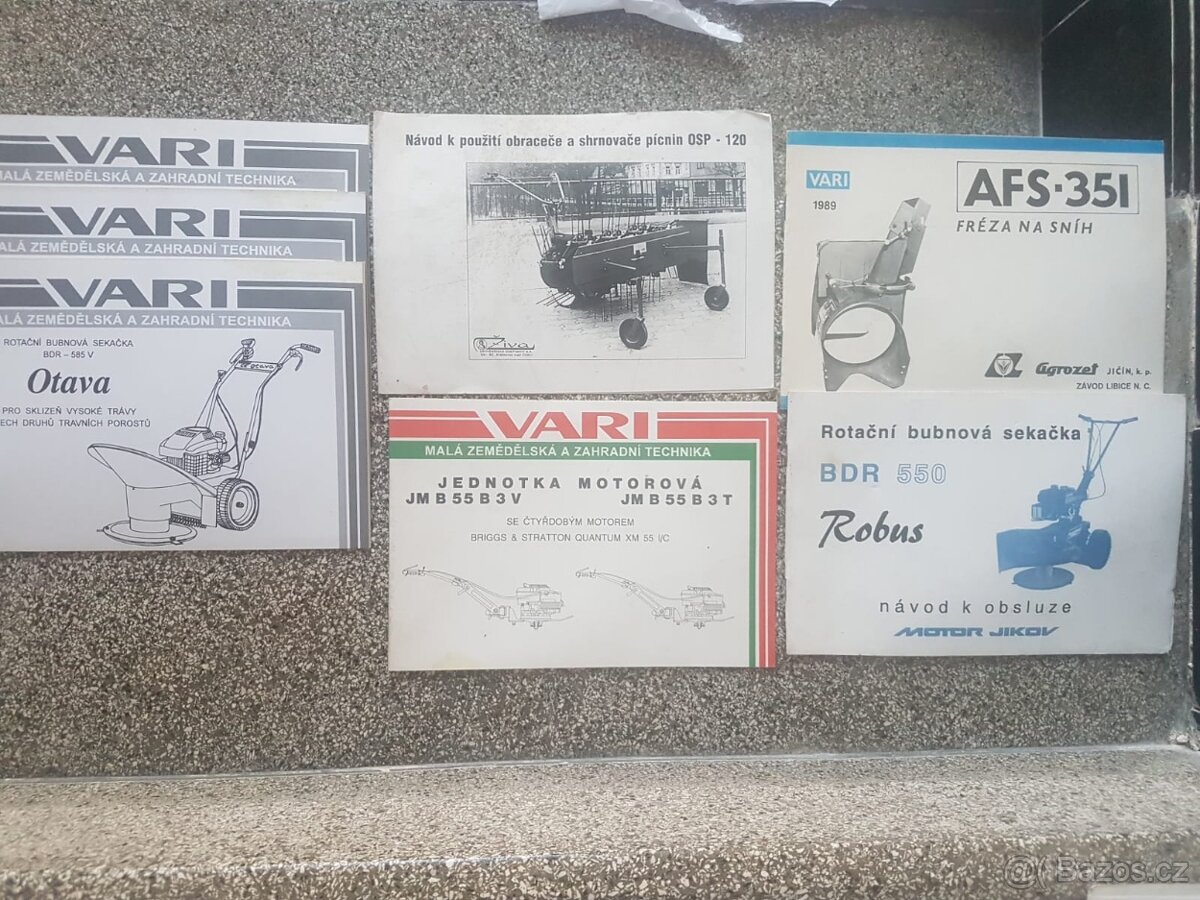 VARI
MALÁ ZEMĚDĚLSKÁ A ZAHRADNÍ TECHNIKA
VARI
MALÁ ZEMĚDĚLSKÁ A ZAHRADNÍ TECHNIKA
VARI
MALÁ ZEMĚDĚLSKÁ A ZAHRADNÍ TECHNIKA
ROTAČNÍ BUBNOVÁ SEKAČKA
BDR – 585 V
Otava
PRO SKLIZEŇ VYSOKÉ TRÁVY
ECH DRUHŮ TRAVNÍCH POROSTŮ
Návod k použití obraceče a shrnovače pícnin OSP - 120
Živa
VARI
MALÁ ZEMĚDĚLSKÁ A ZAHRADNÍ TECHNIKA
JEDNOTKA MOTOŘOVÁ
JM B 55 B 3 V JM B 55 B 3 T
SE ČTYŘDOBÝM MOTOREM
BRIGGS & STRATTON QUANTUM XM 55 I/C
VARI
1989
AFS-351
FRÉZA NA SNÍH
agrozet JIČÍN, k. p.
ZÁVOD LIBICE N. C.
Rotační bubnová sekačka
BDR 550
Robus
návod k obsluze
MOTOR JIKOV
@ Bazoš.cz